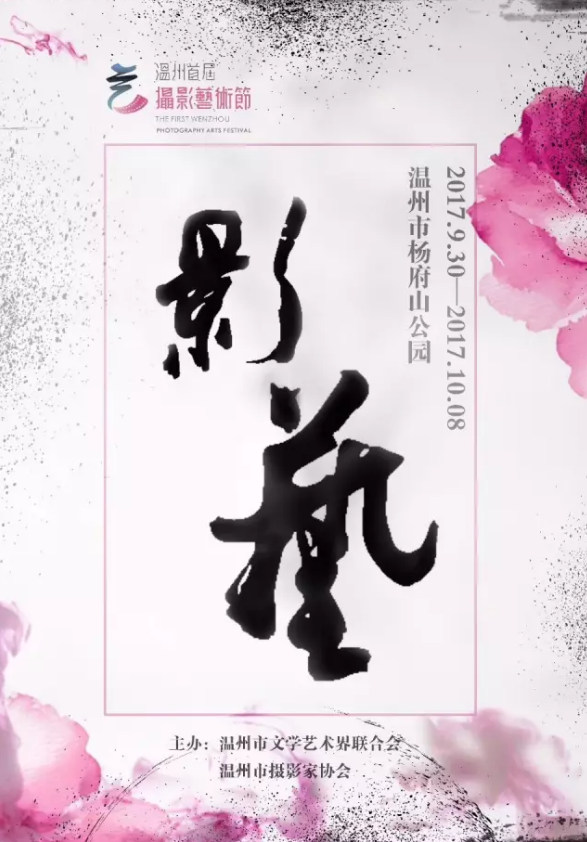 温州首届
攝影藝術節
THE FIRST WENZHOU
PHOTOGRAPHY ARTS FESTIVAL
2017.9.30—2017.10.08
温州市杨府山公园
影
藝
主办：温州市文学艺术界联合会
温州市摄影家协会